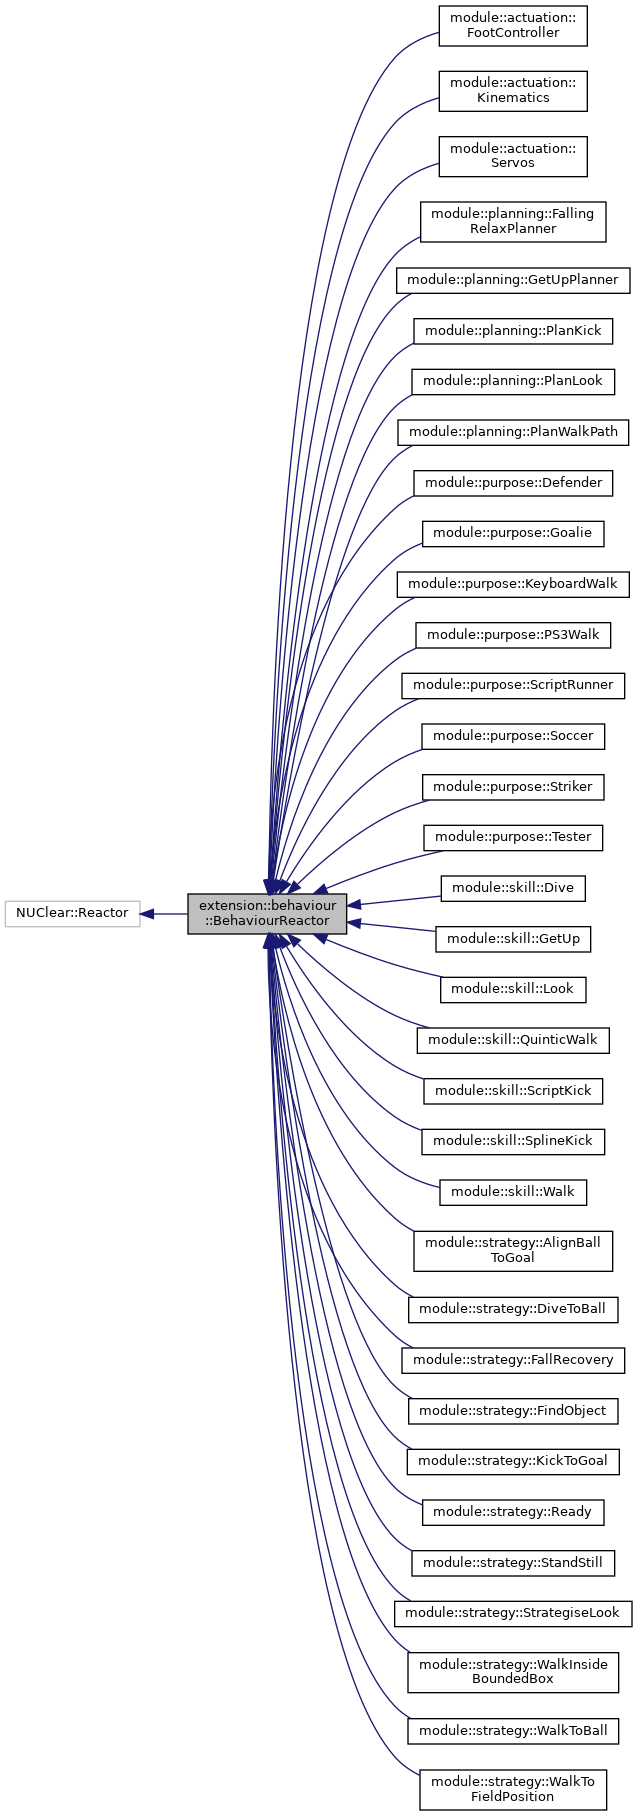 module::actuation::
FootController
module::actuation::
Kinematics
module::actuation::
Servos
module::planning::Falling
RelaxPlanner
module::planning::GetUpPlanner
module::planning::PlanKick
module::planning::PlanLook
module::planning::PlanWalkPath
module::purpose::Defender
module::purpose::Goalie
module::purpose::KeyboardWalk
module::purpose::PS3Walk
module::purpose::ScriptRunner
module::purpose::Soccer
module::purpose::Striker
module::purpose::Tester
module::skill::Dive
NUClear::Reactor
extension::behaviour
::BehaviourReactor
module::skill::GetUp
module::skill::Look
module::skill::QuinticWalk
module::skill::ScriptKick
module::skill::SplineKick
module::skill::Walk
module::strategy::AlignBall
ToGoal
module::strategy::DiveToBall
module::strategy::FallRecovery
module::strategy::FindObject
module::strategy::KickToGoal
module::strategy::Ready
module::strategy::StandStill
module::strategy::StrategiseLook
module::strategy::WalkInside
BoundedBox
module::strategy::WalkToBall
module::strategy::WalkTo
FieldPosition